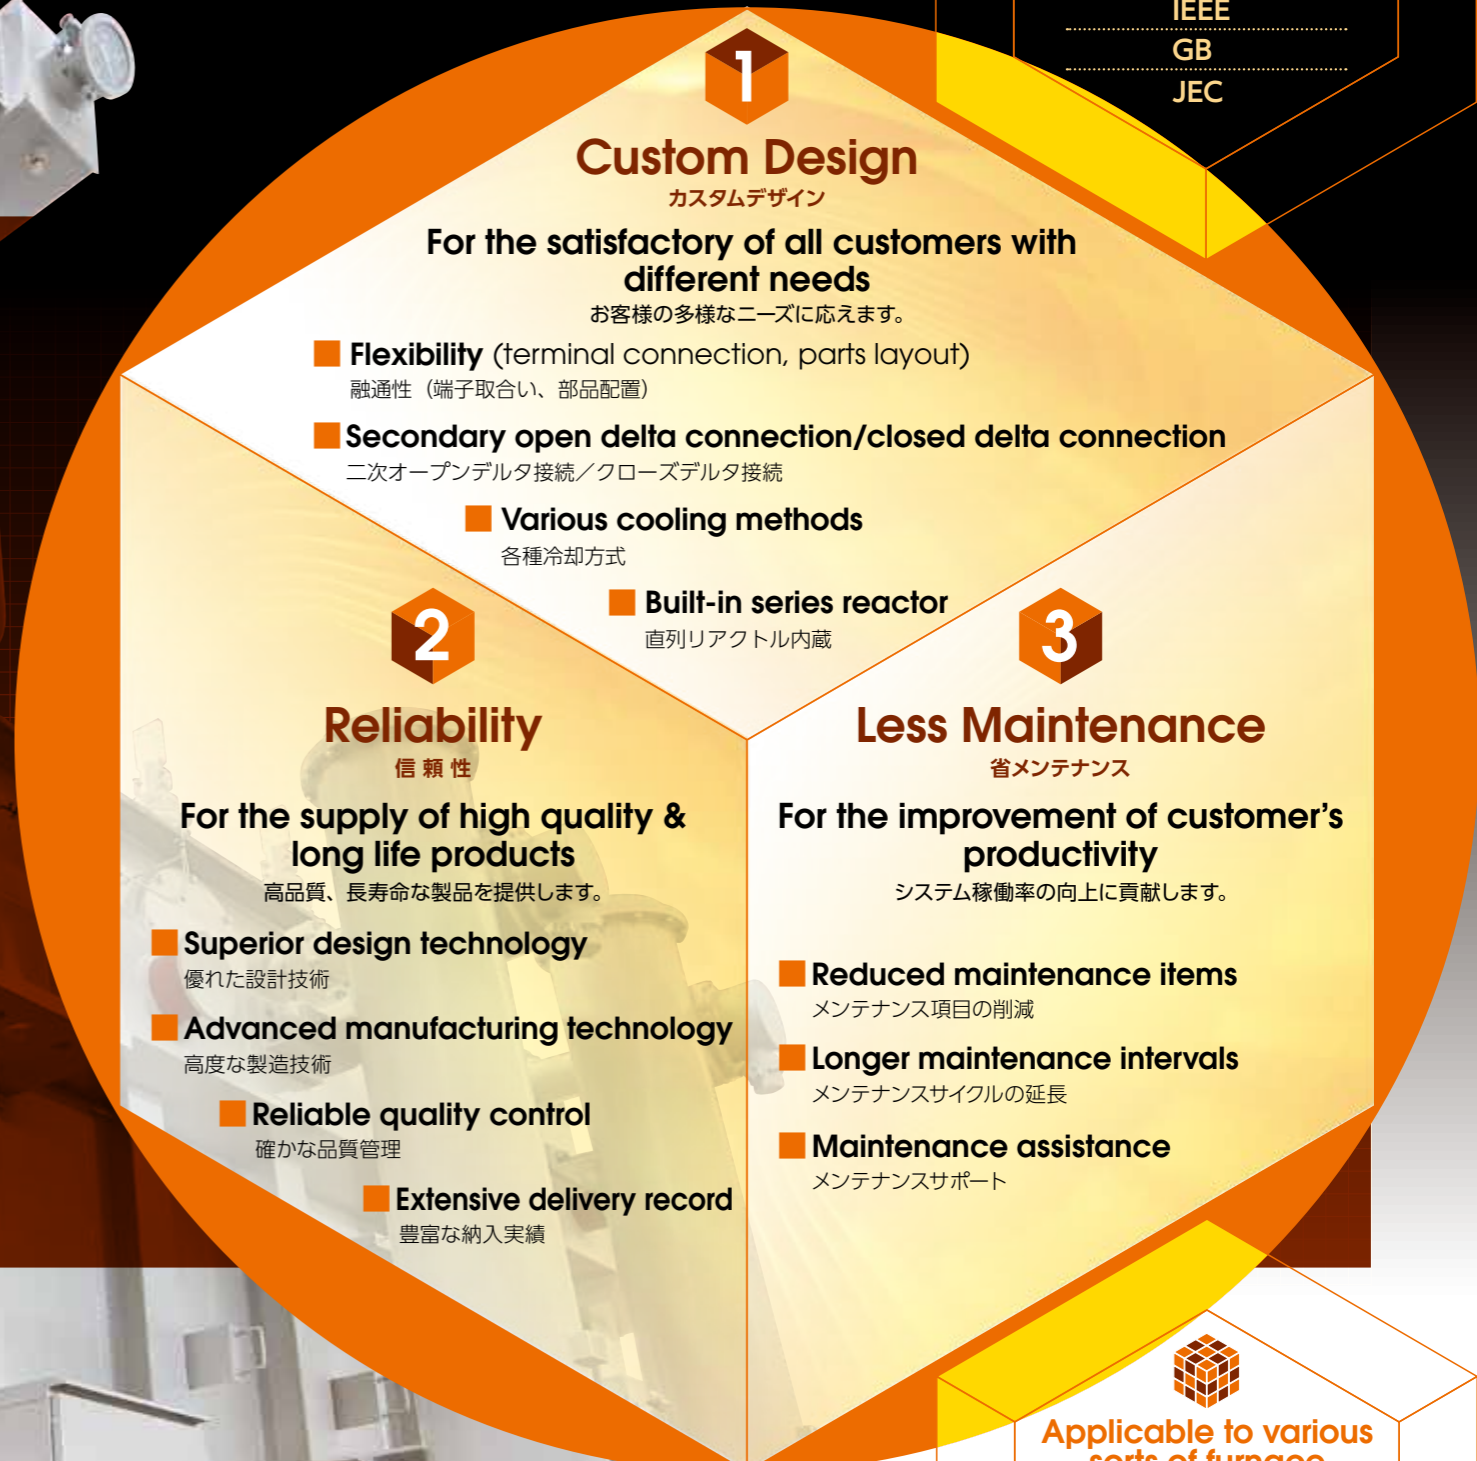 IEEE
GB
JEC
1
Custom Design
カスタムデザイン
For the satisfactory of all customers with
different needs
お客様の多様なニーズに応えます。
Flexibility (terminal connection, parts layout)
融通性（端子取合い、部品配置）
Secondary open delta connection/closed delta connection
二次オープンデルタ接続／クローズデルタ接続
Various cooling methods
各種冷却方式
Built-in series reactor
直列リアクトル内蔵
2
Reliability
信頼性
For the supply of high quality &
long life products
高品質、長寿命な製品を提供します。
Superior design technology
優れた設計技術
Advanced manufacturing technology
高度な製造技術
Reliable quality control
確かな品質管理
Extensive delivery record
豊富な納入実績
3
Less Maintenance
省メンテナンス
For the improvement of customer's
productivity
システム稼働率の向上に貢献します。
Reduced maintenance items
メンテナンス項目の削減
Longer maintenance intervals
メンテナンスサイクルの延長
Maintenance assistance
メンテナンスサポート
Applicable to various
sorts of furnace